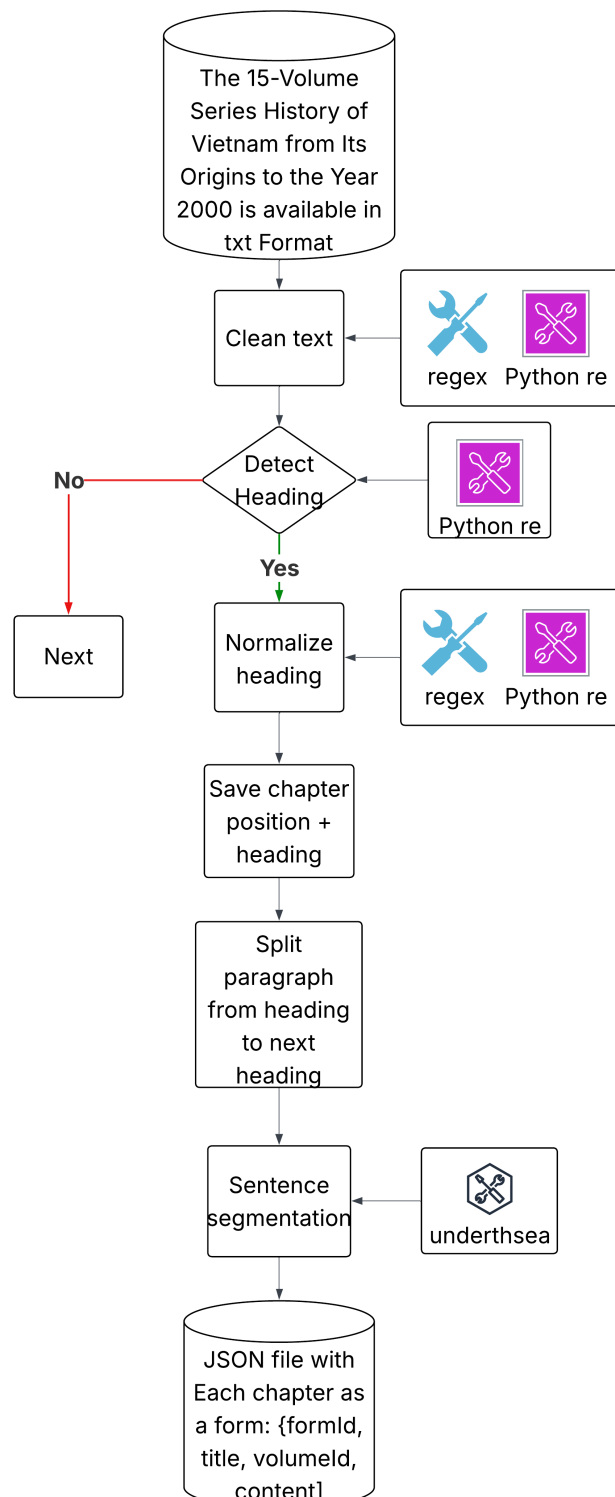 The 15-Volume
Series History of
Vietnam from Its
Origins to the Year
2000 is available in
txt Format
Clean text
regex
Python re
Detect
Heading
Python re
No
Yes
Next
Normalize
heading
regex
Python re
Save chapter
position +
heading
Split
paragraph
from heading
to next
heading
Sentence
segmentation
underthsea
JSON file with
Each chapter as
a form: {formId,
title, volumeId,
content]